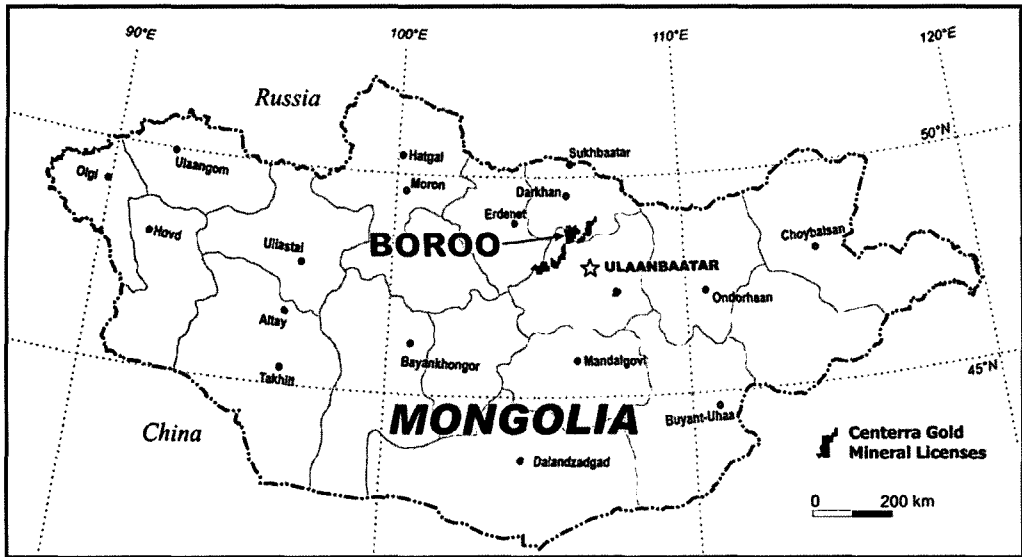 90°E
100°E
110°E
120°E
Russia
50°N
Hatgal
Sukhbaatar
Ulaangom
Olgi
Moron
Darkhan
Erdenet
Hovd
Uliastai
BOROO
Choybalsan
ULAANBAATAR
Ondorhaan
Altay
Bayankhongor
Mandalgovi
45°N
Takhilt
MONGOLIA
Buyant-Uhaa
China
Centerra Gold
Mineral Licenses
Dalandzadgad
0 200 km